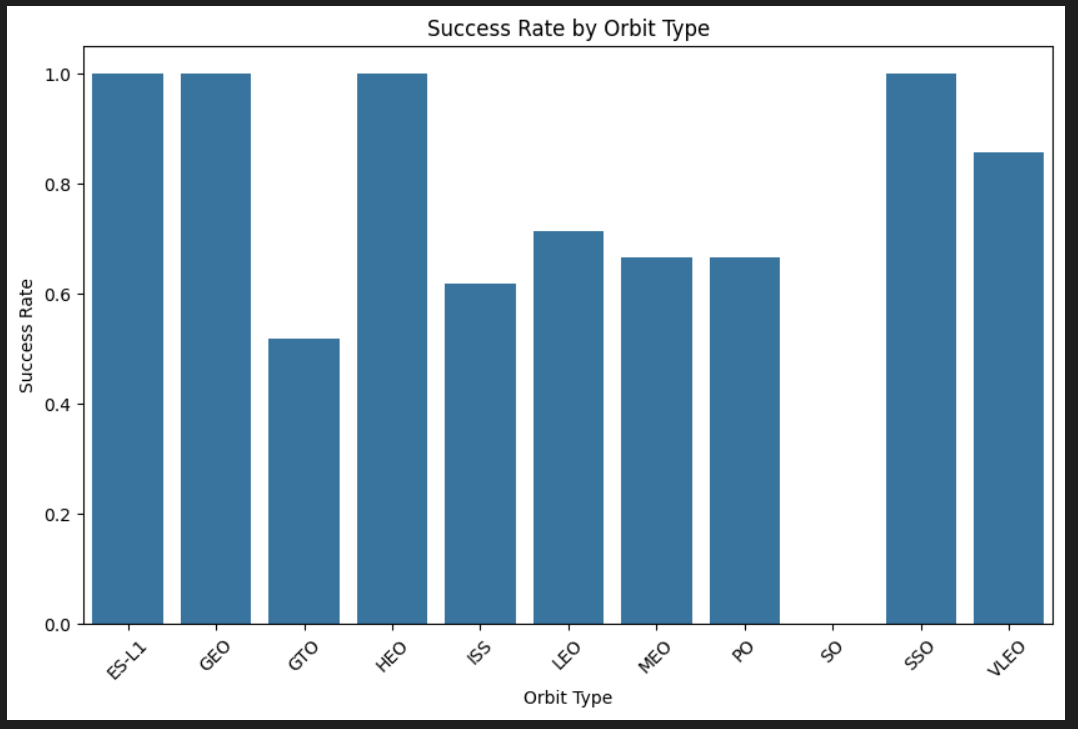 Success Rate by Orbit Type
Success Rate
1.0
0.8
0.6
0.4
0.2
0.0
ES-L1
GEO
GTO
HEO
ISS
LEO
MEO
PO
SO
SSO
VLEO
Orbit Type